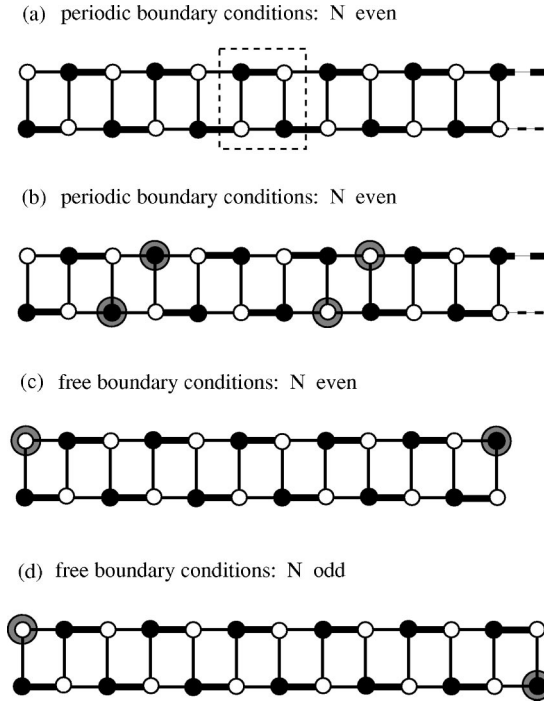 (a) periodic boundary conditions: N even
(b) periodic boundary conditions: N even
(c) free boundary conditions: N even
(d) free boundary conditions: N odd